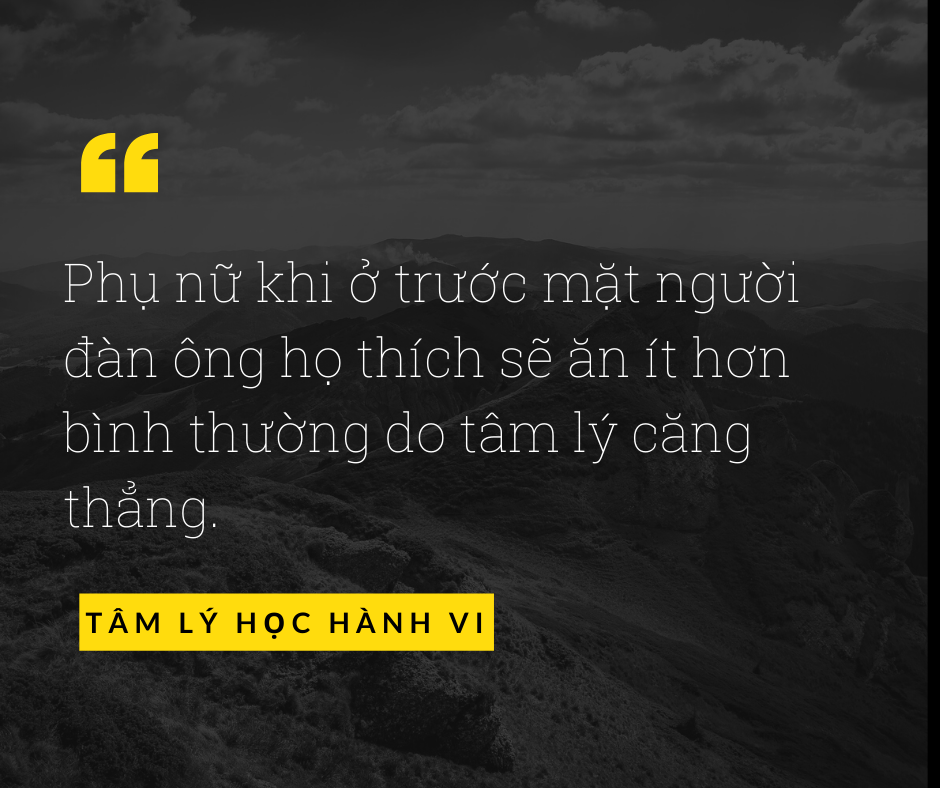 Phụ nữ khi ở trước mặt người
đàn ông họ thích sẽ ăn ít hơn
bình thường do tâm lý căng
thẳng.
TÂM LÝ HỌC HÀNH VI